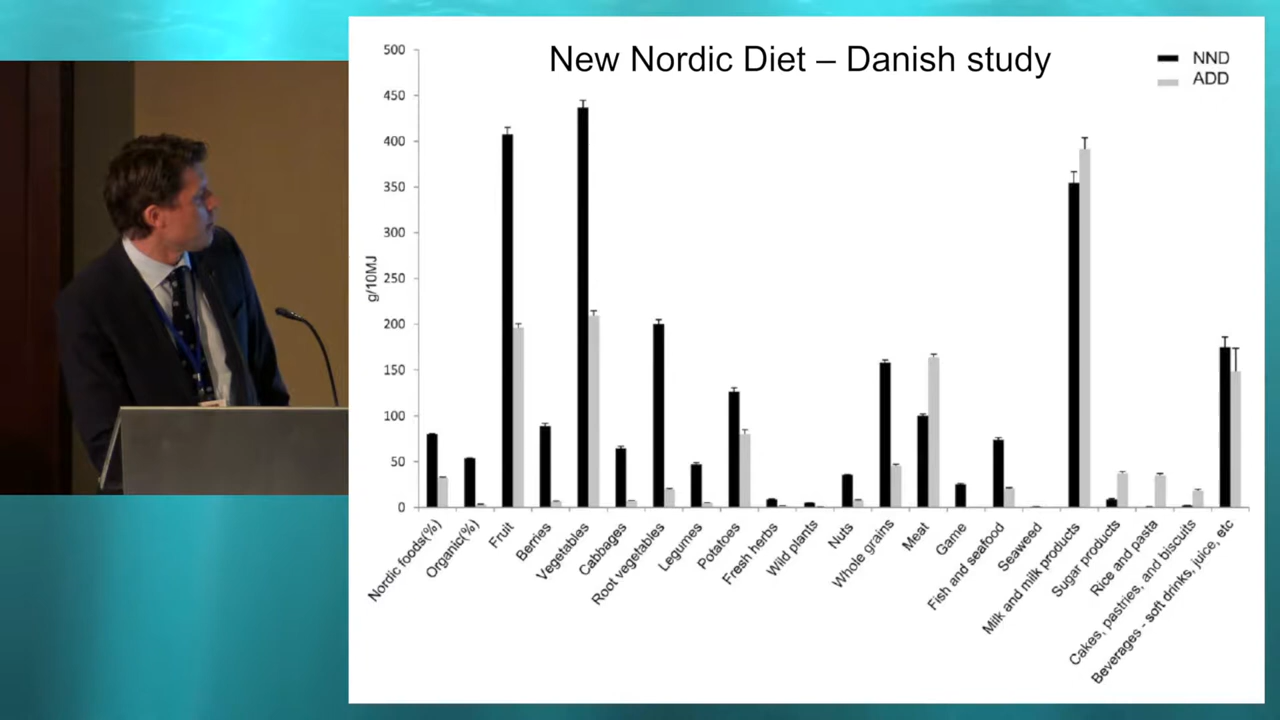 New Nordic Diet – Danish study
NND
ADD
500
450
400
350
300
250
200
150
100
50
0
g/10MJ
Nordic foods(%)
Organic(%)
Fruit
Berries
Vegetables
Cabbages
Root vegetables
Legumes
Potatoes
Fresh herbs
Wild plants
Nuts
Whole grains
Meat
Game
Fish and seafood
Seaweed
Milk and milk products
Sugar products
Rice and pasta
Cakes, pastries, and biscuits
Beverages - soft drinks, juice, etc